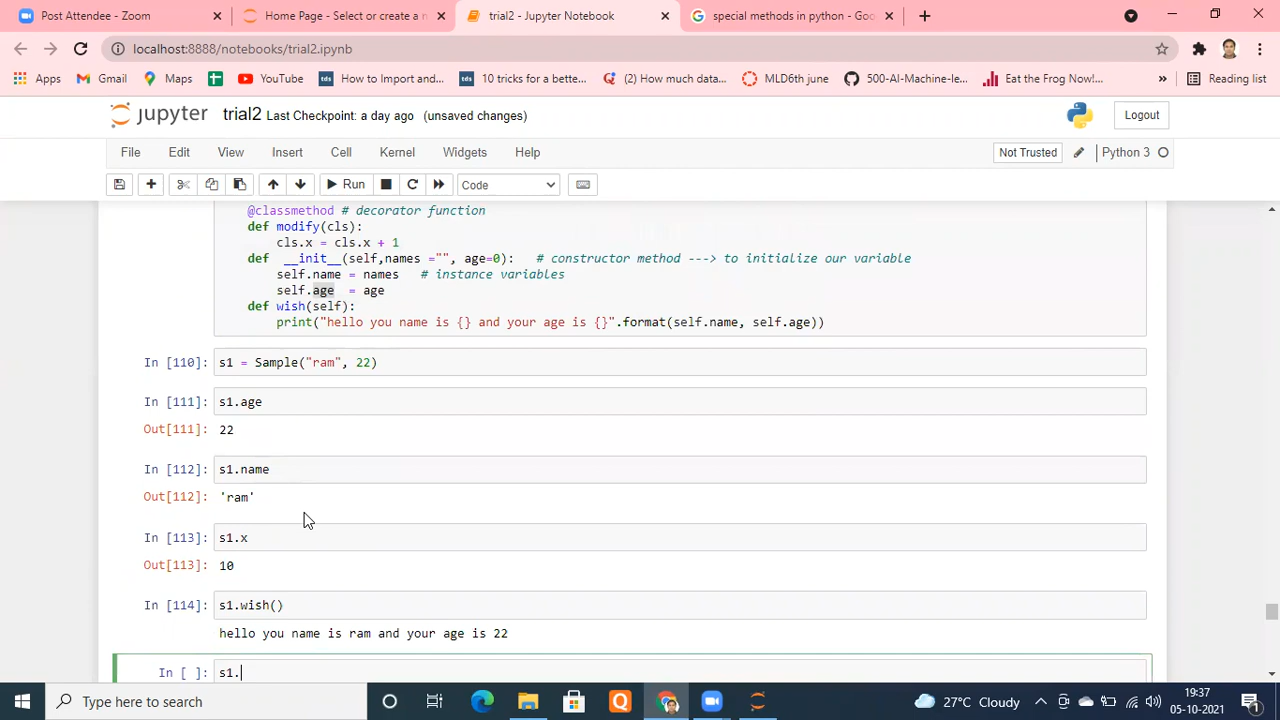 Post Attendee - Zoom
Home Page - Select or create a n
trial2 - Jupyter Notebook
special methods in python - Goo
localhost:8888/notebooks/trial2.ipynb
Apps
Gmail
Maps
YouTube
tds
How to Import and...
tds
10 tricks for a bette...
(2) How much data...
MLD6th june
500-AI-Machine-le...
Eat the Frog Now!...
»
Reading list
jupyter
trial2 Last Checkpoint: a day ago (unsaved changes)
Logout
File
Edit
View
Insert
Cell
Kernel
Widgets
Help
Not Trusted
Python 3
Run
Code
@classmethod # decorator function
def modify(cls):
cls.x = cls.x + 1
def __init__(self,names ="", age=0): # constructor method ---> to initialize our variable
self.name = names # instance variables
self.age = age
def wish(self):
print("hello you name is {} and your age is {}".format(self.name, self.age))
In [110]: s1 = Sample("ram", 22)
In [111]: s1.age
Out[111]: 22
In [112]: s1.name
Out[112]: 'ram'
In [113]: s1.x
Out[113]: 10
In [114]: s1.wish()
hello you name is ram and your age is 22
In [ ]: s1.
Type here to search
Q
27°C Cloudy
19:37
05-10-2021
1